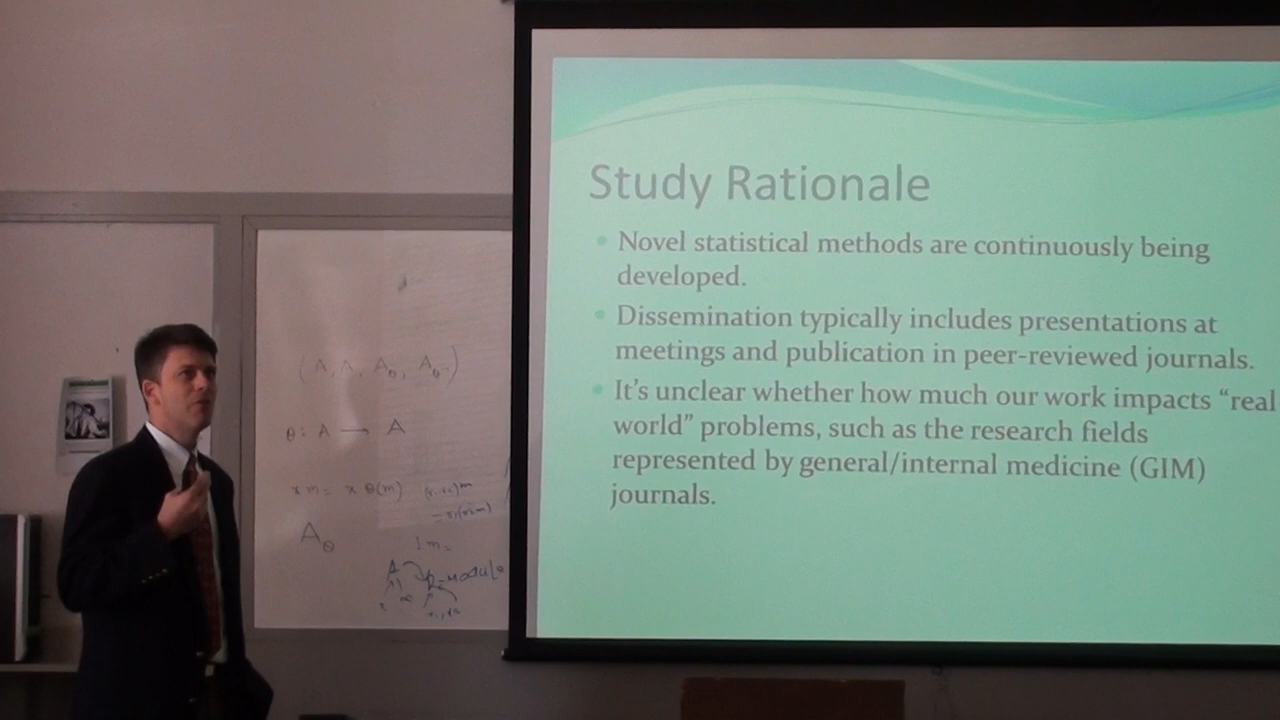 Study Rationale
Novel statistical methods are continuously being
developed.
Dissemination typically includes presentations at
meetings and publication in peer-reviewed journals.
It's unclear whether how much our work impacts “real
world” problems, such as the research fields
represented by general/internal medicine (GIM)
journals.
θ: A → A
x m = x θ(m)
A_θ
1 m =
R-module